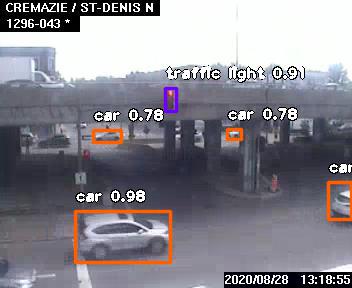 CREMAZIE / ST-DENIS N
1296-043 *
traffic light 0.91
car 0.78
car 0.78
car
car 0.98
2020/08/28 13:18:55